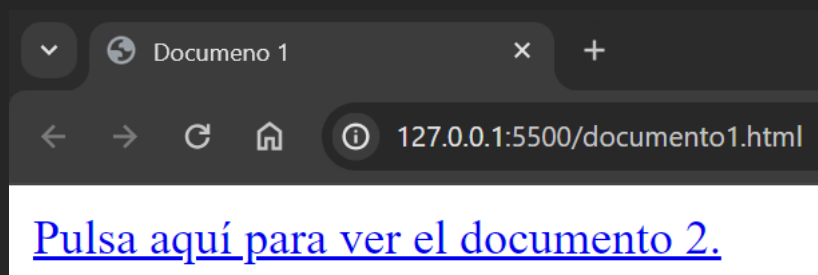 Documeno 1
127.0.0.1:5500/documento1.html
Pulsa aquí para ver el documento 2.